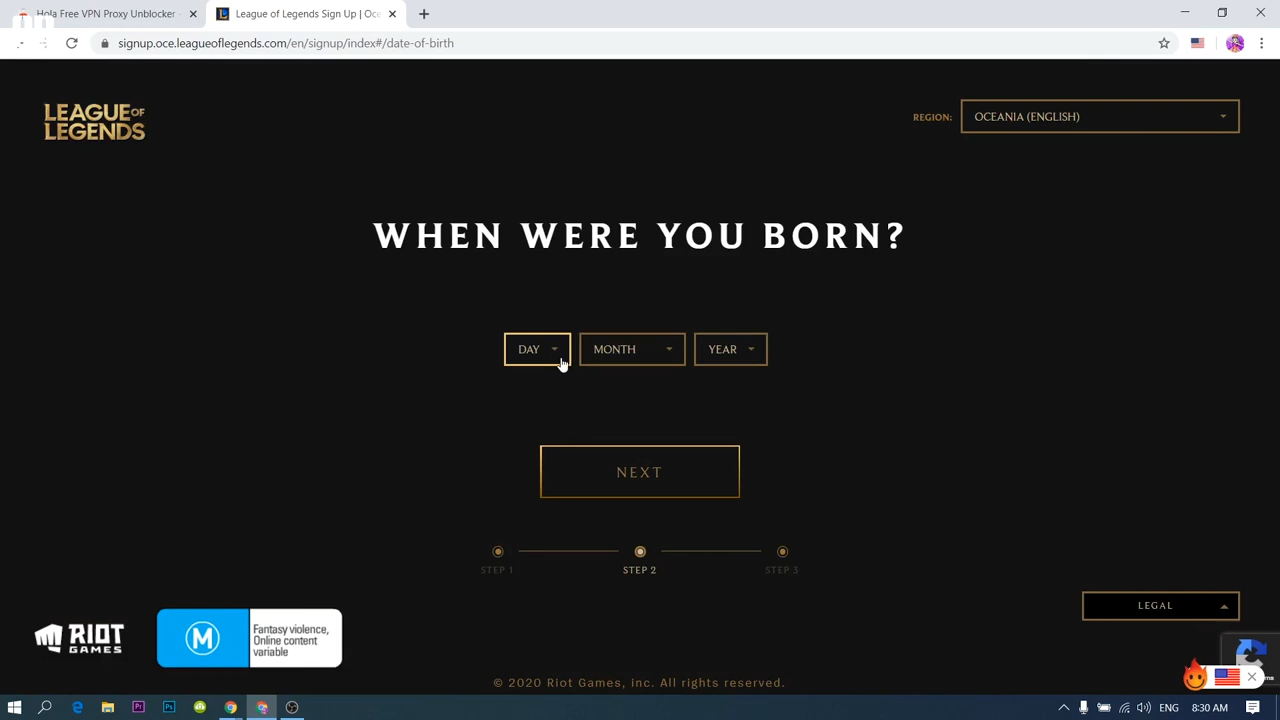 Hola Free VPN Proxy Unblocker
League of Legends Sign Up | Oce
signup.oce.leagueoflegends.com/en/signup/index#/date-of-birth
LEAGUE OF
LEGENDS
REGION:
OCEANIA (ENGLISH)
WHEN WERE YOU BORN?
DAY
MONTH
YEAR
NEXT
STEP 1
STEP 2
STEP 3
LEGAL
RIOT
GAMES
M
Fantasy violence,
Online content
variable
© 2020 Riot Games, inc. All rights reserved.
ENG
8:30 AM